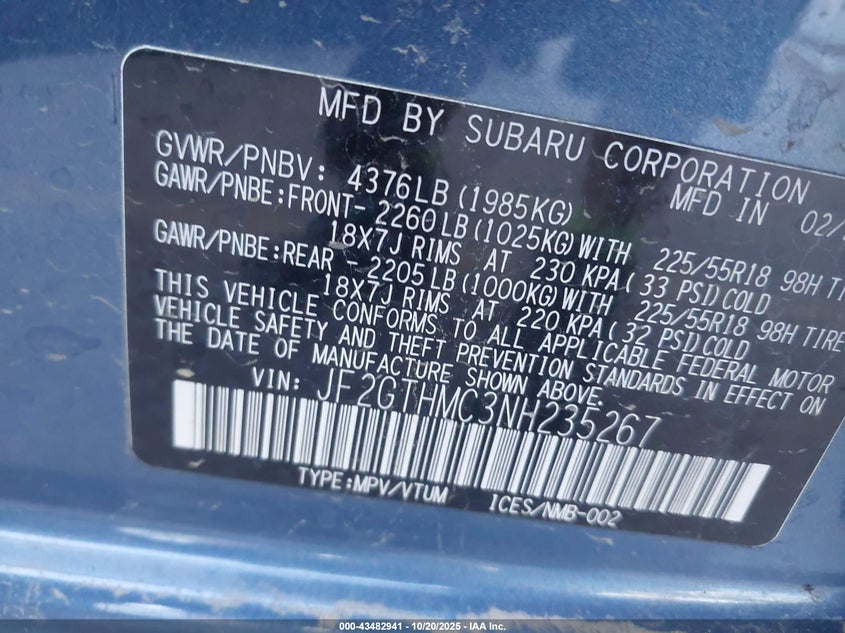 MFD BY SUBARU CORPORATION
GVWR/PNBV: 4376LB (1985KG) MFD IN 02/
GAWR/PNBE:FRONT- 2260LB(1025KG)WITH 225/55R18 98H
18X7J RIMS AT 230 KPA( 33 PSI)COLD
GAWR/PNBE:REAR - 2205LB(1000KG)WITH 225/55R18 98H TIRE
18X7J RIMS AT 220 KPA( 32 PSI)COLD
THIS VEHICLE CONFORMS TO ALL APPLICABLE FEDERAL MOTOR
VEHICLE SAFETY AND THEFT PREVENTION STANDARDS IN EFFECT ON
THE DATE OF MANUFACTURE SHOWN ABOVE.
VIN: JF2GTHMC3NH235267
TYPE:MPV/VTUM ICES/NMB-002
000-43482941 - 10/20/2025 - IAA, Inc.